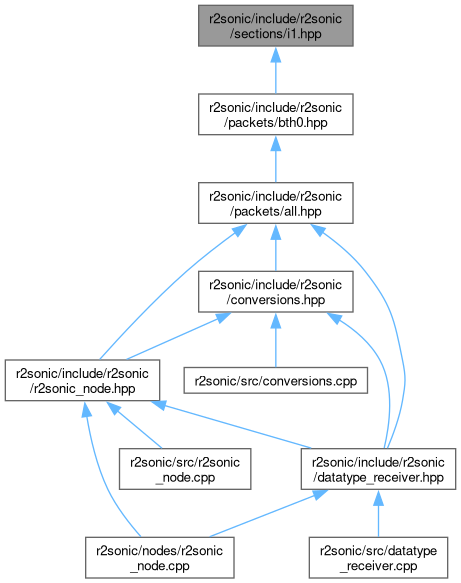 r2sonic/include/r2sonic
/sections/i1.hpp
r2sonic/include/r2sonic
/packets/bth0.hpp
r2sonic/include/r2sonic
/packets/all.hpp
r2sonic/include/r2sonic
/conversions.hpp
r2sonic/include/r2sonic
/r2sonic_node.hpp
r2sonic/src/conversions.cpp
r2sonic/src/r2sonic
_node.cpp
r2sonic/include/r2sonic
/datatype_receiver.hpp
r2sonic/nodes/r2sonic
_node.cpp
r2sonic/src/datatype
_receiver.cpp